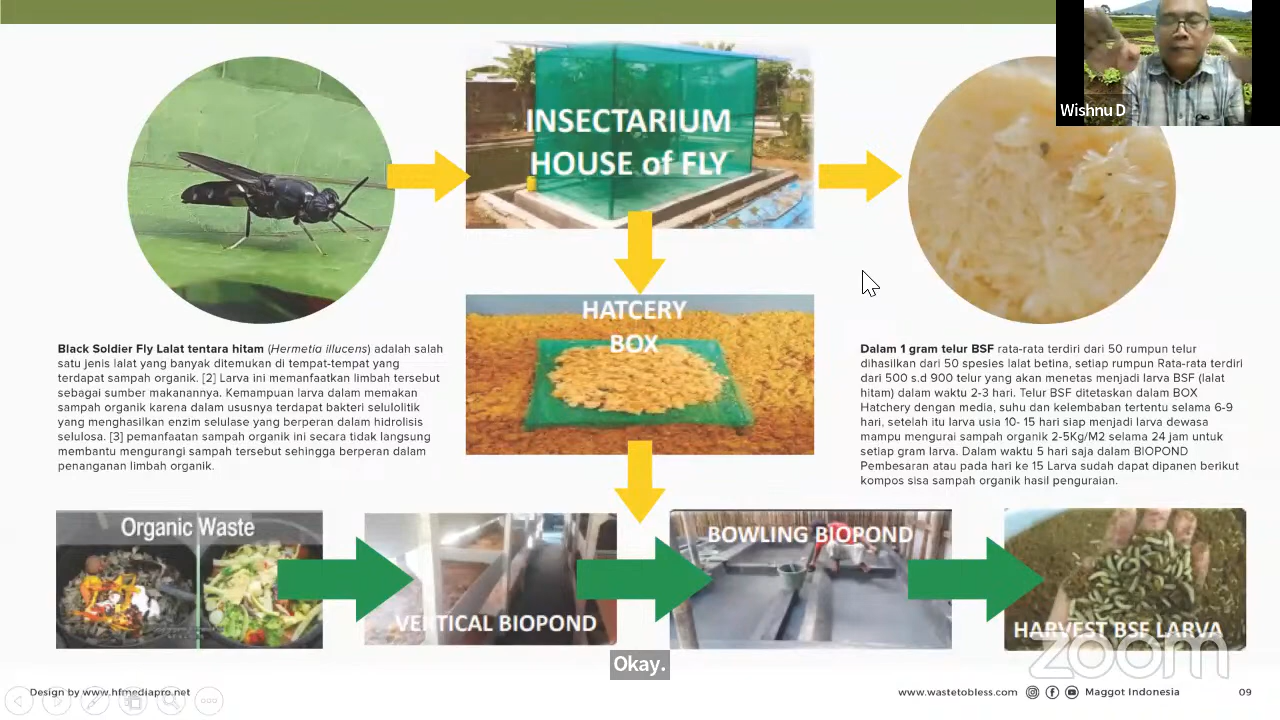 Wishnu D
INSECTARIUM
HOUSE of FLY
HATCERY
BOX
Black Soldier Fly Lalat tentara hitam (Hermetia illucens) adalah salah
satu jenis lalat yang banyak ditemukan di tempat-tempat yang
terdapat sampah organik. [2] Larva ini memanfaatkan limbah tersebut
sebagai sumber makanannya. Kemampuan larva dalam memakan
sampah organik karena dalam ususnya terdapat bakteri selulolitik
yang menghasilkan enzim selulase yang berperan dalam hidrolisis
selulosa. [3] pemanfaatan sampah organik ini secara tidak langsung
membantu mengurangi sampah tersebut sehingga berperan dalam
penanganan limbah organik.
Dalam 1 gram telur BSF rata-rata terdiri dari 50 rumpun telur
dihasilkan dari 50 spesies lalat betina, setiap rumpun Rata-rata terdiri
dari 500 s.d 900 telur yang akan menetas menjadi larva BSF (lalat
hitam) dalam waktu 2-3 hari. Telur BSF ditetaskan dalam BOX
Hatchery dengan media, suhu dan kelembaban tertentu selama 6-9
hari, setelah itu larva usia 10- 15 hari siap menjadi larva dewasa
mampu mengurai sampah organik 2-5Kg/M2 selama 24 jam untuk
setiap gram larva. Dalam waktu 5 hari saja dalam BIOPOND
Pembesaran atau pada hari ke 15 Larva sudah dapat dipanen berikut
kompos sisa sampah organik hasil penguraian.
Organic Waste
VERTICAL BIOPOND
BOWLING BIOPOND
HARVEST BSF LARVA
zoom
Okay.
Design by www.hfmediapro.net
www.wastetobless.com
Maggot Indonesia
09